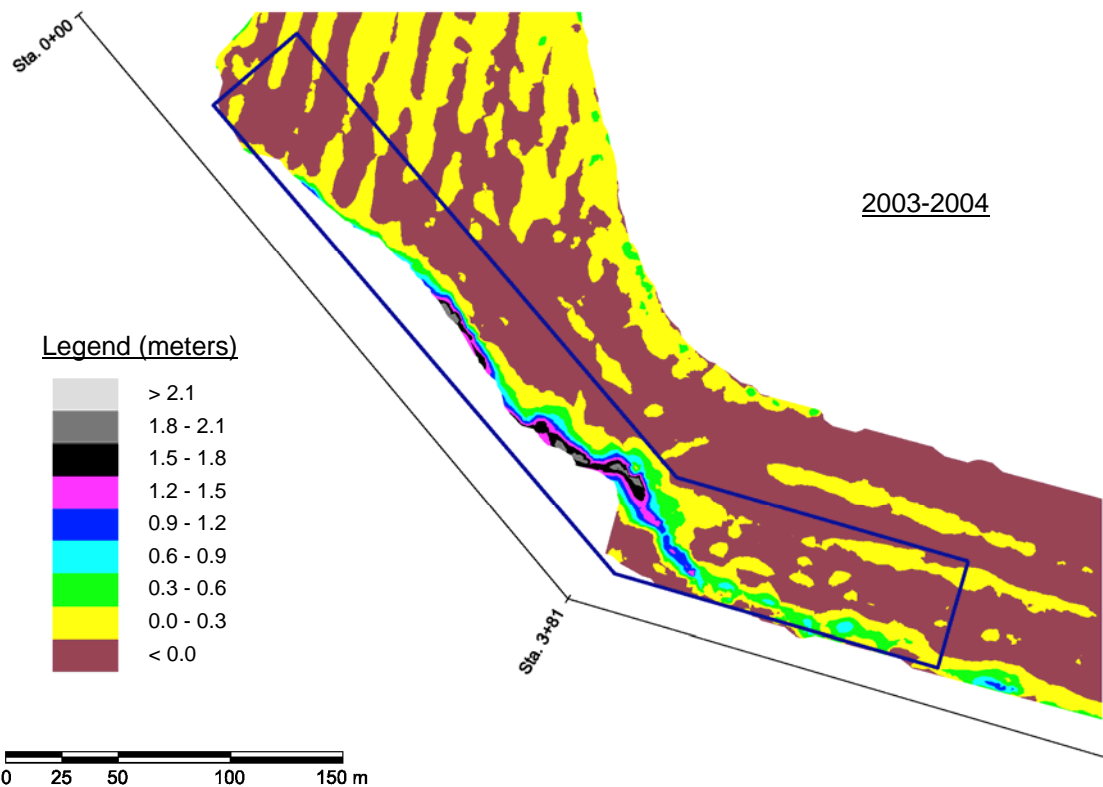 Sta. 0+00
2003-2004
Legend (meters)
> 2.1
1.8 - 2.1
1.5 - 1.8
1.2 - 1.5
0.9 - 1.2
0.6 - 0.9
0.3 - 0.6
0.0 - 0.3
< 0.0
Sta. 3+81
0 25 50 100 150 m